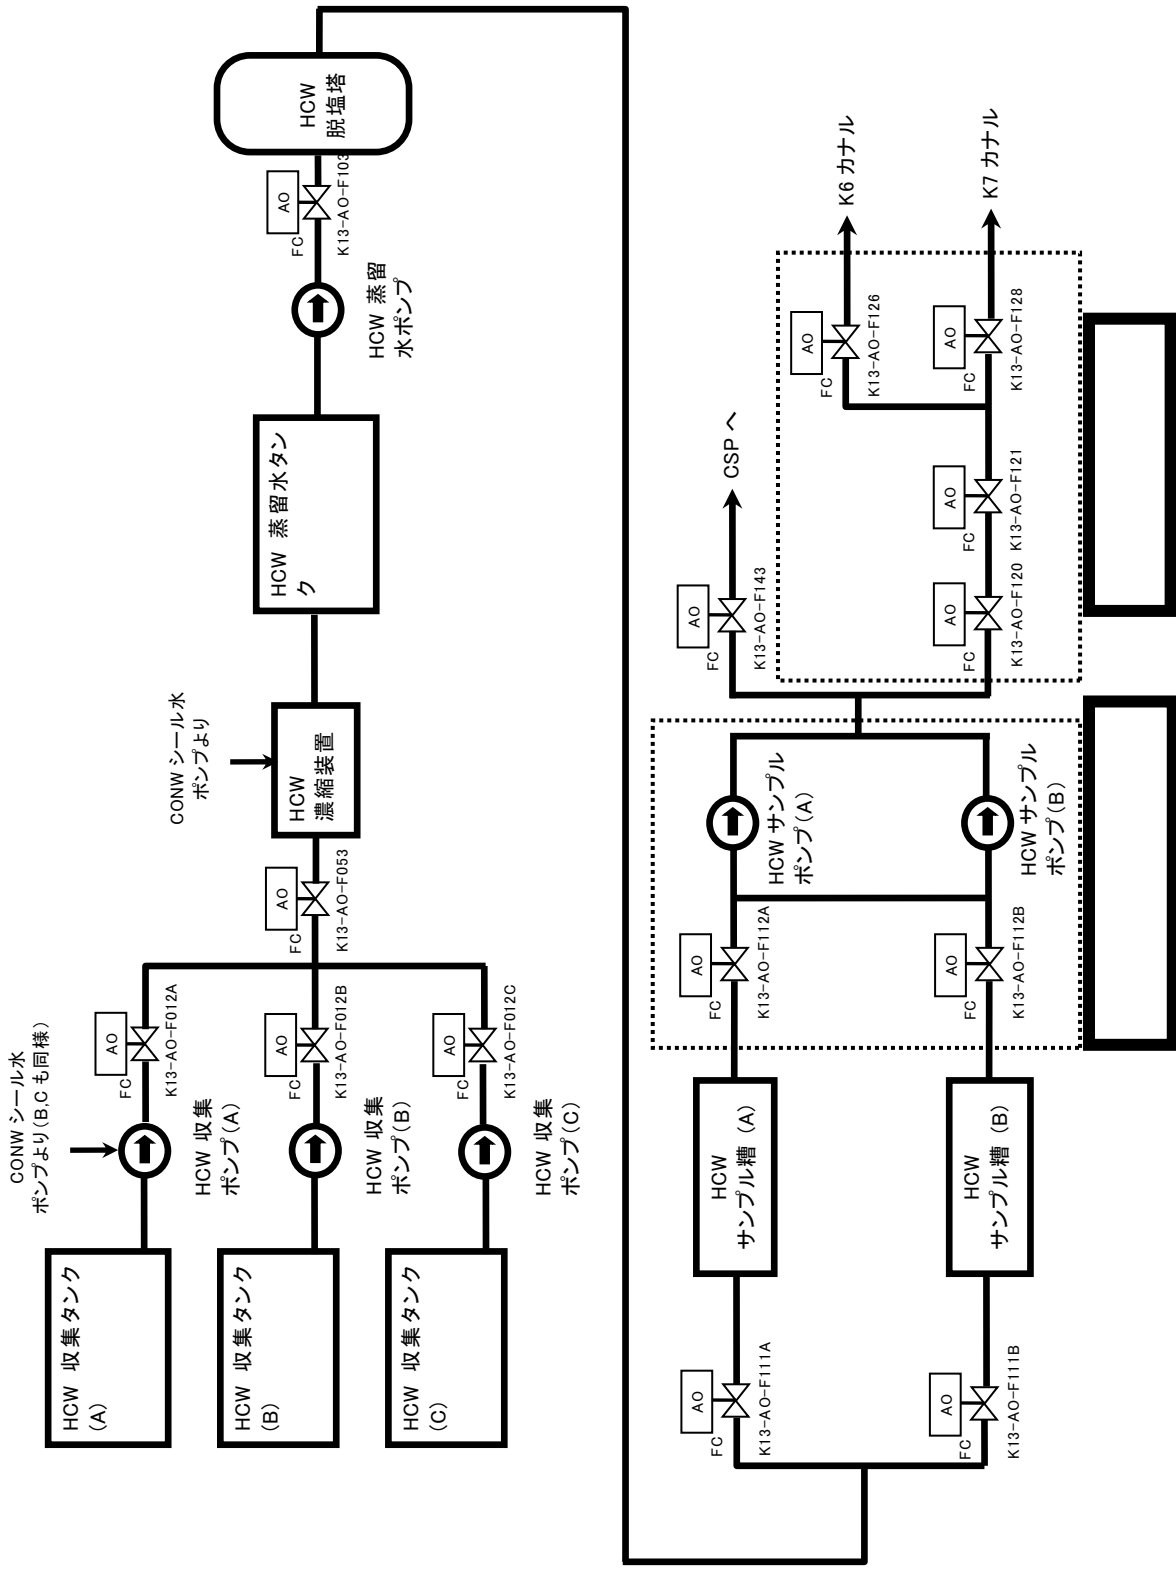 CONW シール水
ポンプより(B,C も同様)
HCW 収集タンク
(A)
HCW 収集
ポンプ(A)
AO
FC
K13-AO-F012A
HCW 収集タンク
(B)
HCW 収集
ポンプ(B)
AO
FC
K13-AO-F012B
HCW 収集タンク
(C)
HCW 収集
ポンプ(C)
AO
FC
K13-AO-F012C
AO
FC
K13-AO-F053
CONW シール水
ポンプより
HCW
濃縮装置
HCW 蒸留水タン
ク
HCW 蒸留
水ポンプ
AO
FC
K13-AO-F103
HCW
脱塩塔
AO
FC
K13-AO-F111A
HCW
サンプル糟 (A)
AO
FC
K13-AO-F112A
HCW サンプル
ポンプ(A)
AO
FC
K13-AO-F111B
HCW
サンプル糟 (B)
AO
FC
K13-AO-F112B
HCW サンプル
ポンプ(B)
AO
FC
K13-AO-F143
CSP へ
AO
FC
K13-AO-F120
AO
FC
K13-AO-F121
AO
FC
K13-AO-F126
K6 カナル
AO
FC
K13-AO-F128
K7 カナル